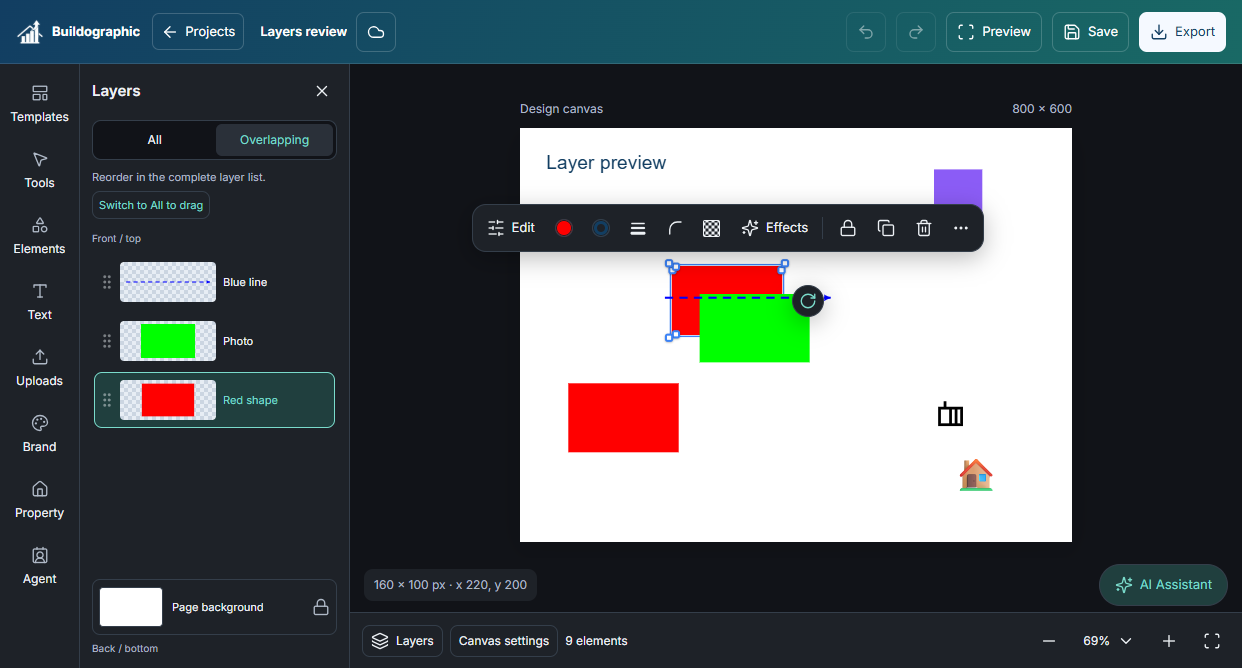 Buildographic
Projects
Layers review
Preview
Save
Export
Templates
Tools
Elements
Text
Uploads
Brand
Property
Agent
Layers
All
Overlapping
Reorder in the complete layer list.
Switch to All to drag
Front / top
Blue line
Photo
Red shape
Page background
Back / bottom
Design canvas
800 × 600
Layer preview
Edit
Effects
160 × 100 px · x 220, y 200
AI Assistant
Layers
Canvas settings
9 elements
69%